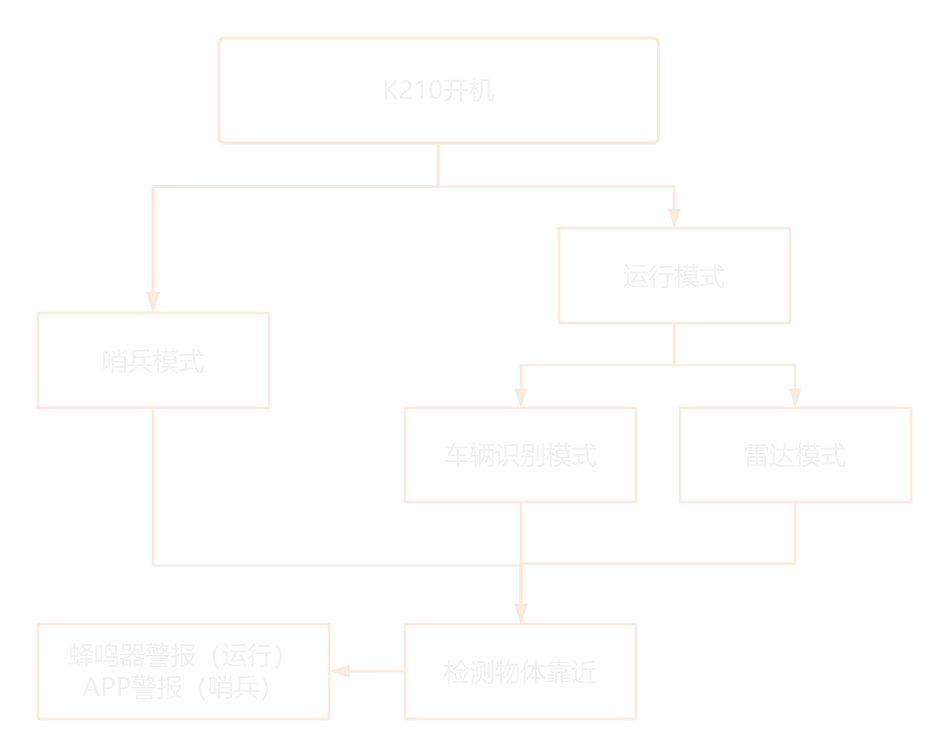 K210开机
运行模式
哨兵模式
车辆识别模式
雷达模式
蜂鸣器警报（运行）
APP警报（哨兵）
检测物体靠近